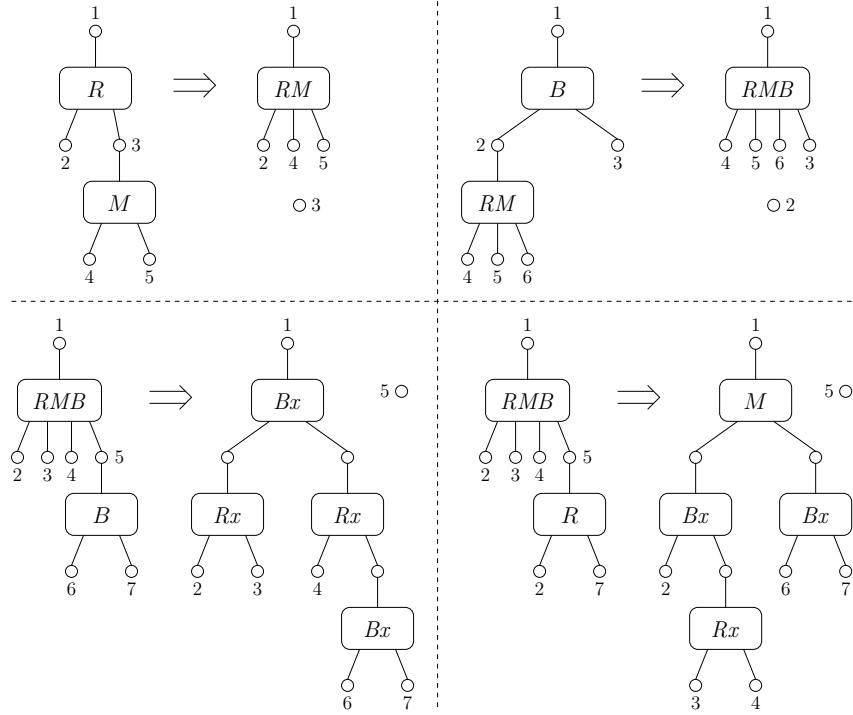 1 1 1 1
R RM B RMB
2 3 2 4 5 2 3 4 5 6 3
M 3 RM 2
4 5 4 5 6
1 1 1 1
RMB Bx 5 RMB M 5
2 3 4 5 2 3 4 5
B Rx Rx R Bx Bx
6 7 2 3 4 2 7 2 6 7
Bx Rx
6 7 3 4